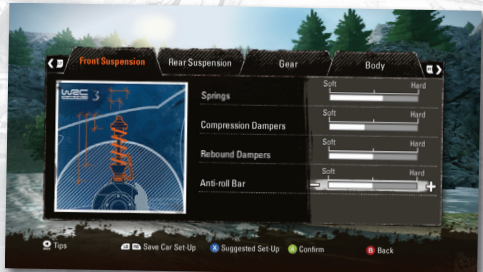 Front Suspension
Rear Suspension
Gear
Body
WRC 3
Springs
Soft Hard
Compression Dampers
Soft Hard
Rebound Dampers
Soft Hard
Anti-roll Bar
Soft Hard
Tips
Save Car Set-Up
X Suggested Set-Up
Confirm
B Back